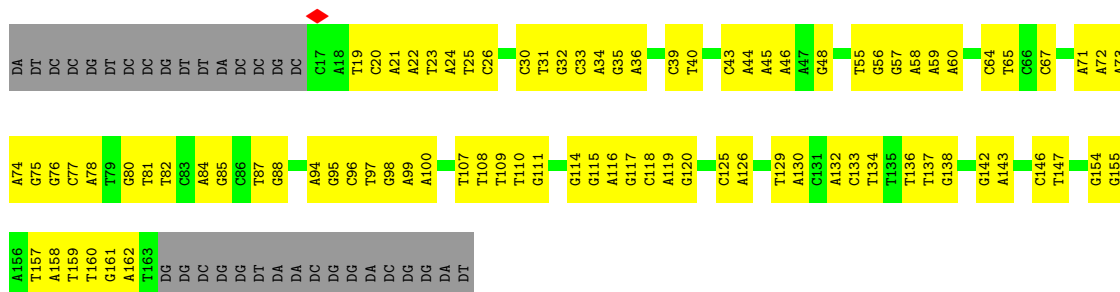 DA DT DC DC DG DT DC DC DG DT DT DA DC DC DG DC C17 A18 T19 C20 A21 A22 T23 A24 T25 C26 C30 T31 G32 C33 A34 G35 A36 C39 T40 C43 A44 A45 A46 A47 G48 T55 G56 G57 A58 A59 A60 C64 T65 C66 C67 A71 A72 A73
A74 G75 G76 C77 A78 T79 G80 T81 T82 C83 A84 G85 C86 T87 G88 A94 G95 C96 T97 G98 A99 A100 T107 T108 T109 T110 G111 G114 G115 A116 G117 C118 A119 G120 C125 A126 T129 A130 C131 A132 C133 T134 T135 T136 T137 G138 G142 A143 C146 T147 G154 G155
A156 T157 A158 T159 T160 G161 A162 T163 DG DG DC DG DG DG DT DA DA DC DG DG DA DC DG DG DA DT